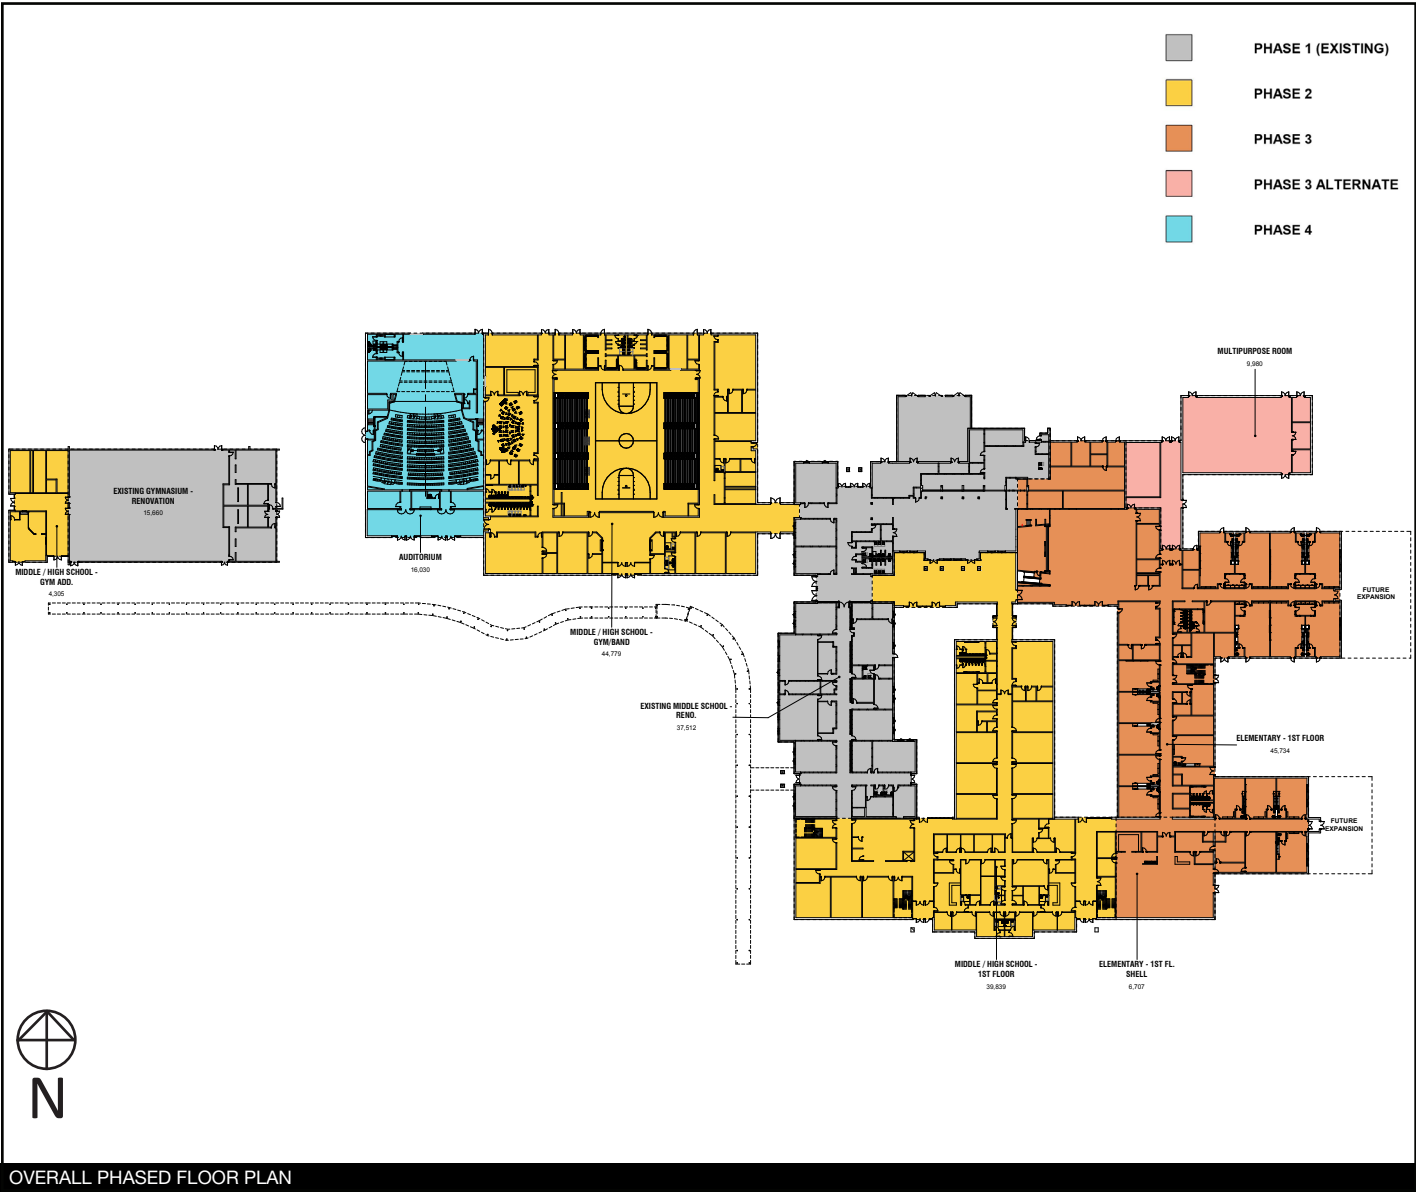 PHASE 1 (EXISTING)
PHASE 2
PHASE 3
PHASE 3 ALTERNATE
PHASE 4
MULTIPURPOSE ROOM
9,980
EXISTING GYMNASIUM -
RENOVATION
15,660
AUDITORIUM
16,030
MIDDLE / HIGH SCHOOL -
GYM ADD.
4,305
MIDDLE / HIGH SCHOOL -
GYM/BAND
44,779
FUTURE
EXPANSION
EXISTING MIDDLE SCHOOL -
RENO.
37,512
ELEMENTARY - 1ST FLOOR
45,734
FUTURE
EXPANSION
MIDDLE / HIGH SCHOOL -
1ST FLOOR
39,839
ELEMENTARY - 1ST FL.
SHELL
6,707
N
OVERALL PHASED FLOOR PLAN